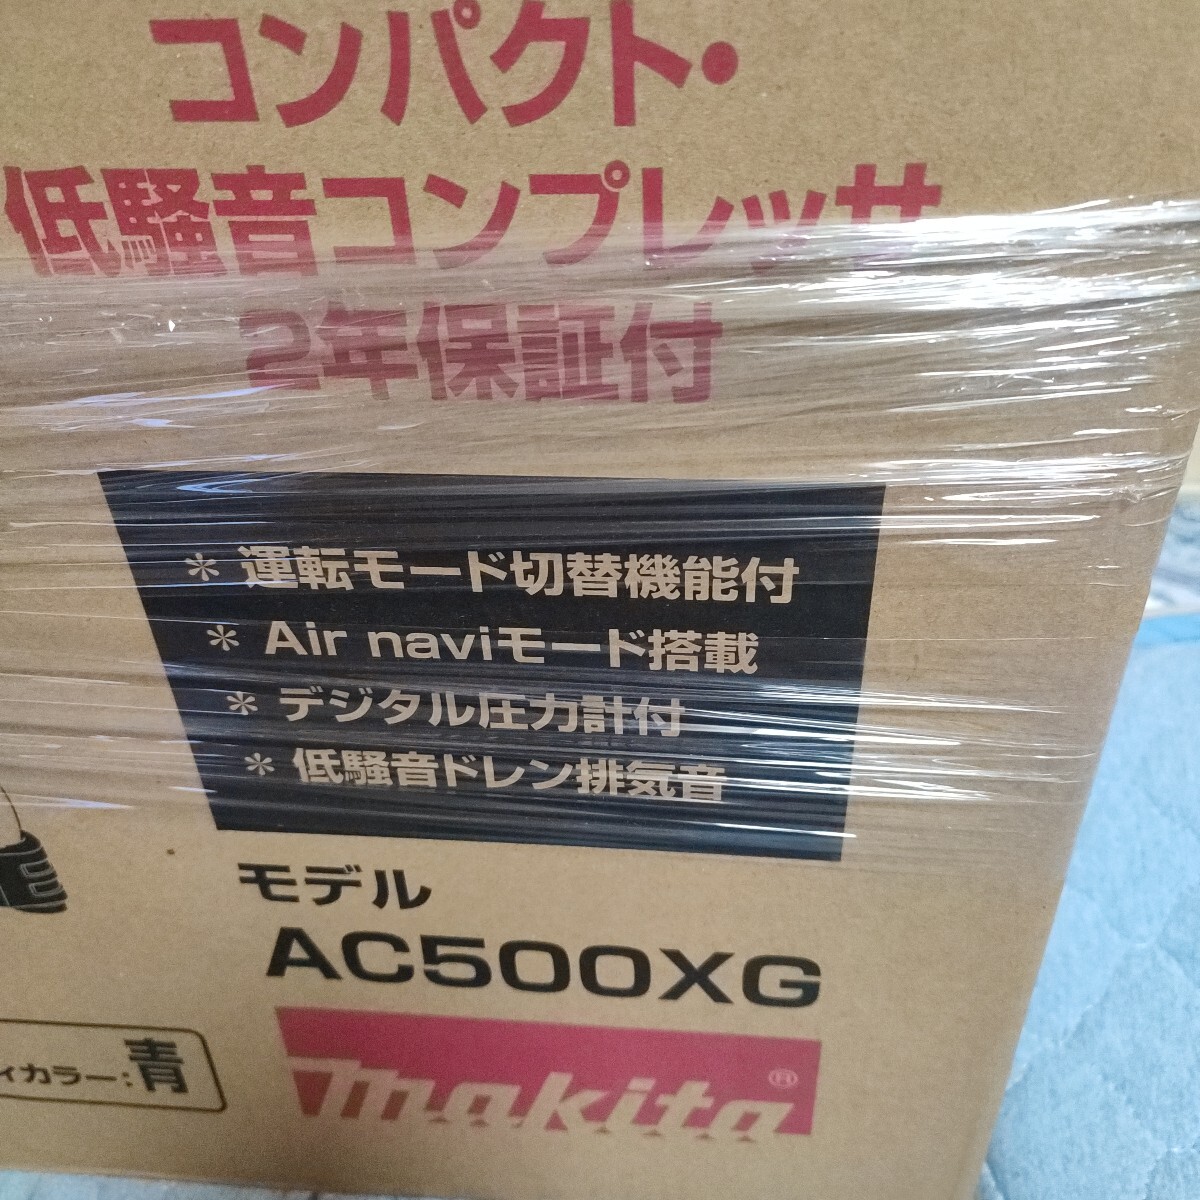 コンパクト・
低騒音コンプレッサ
2年保証付
* 運転モード切替機能付
* Air naviモード搭載
* デジタル圧力計付
* 低騒音ドレン排気音
モデル
AC500XG
ィカラー:青
makita®